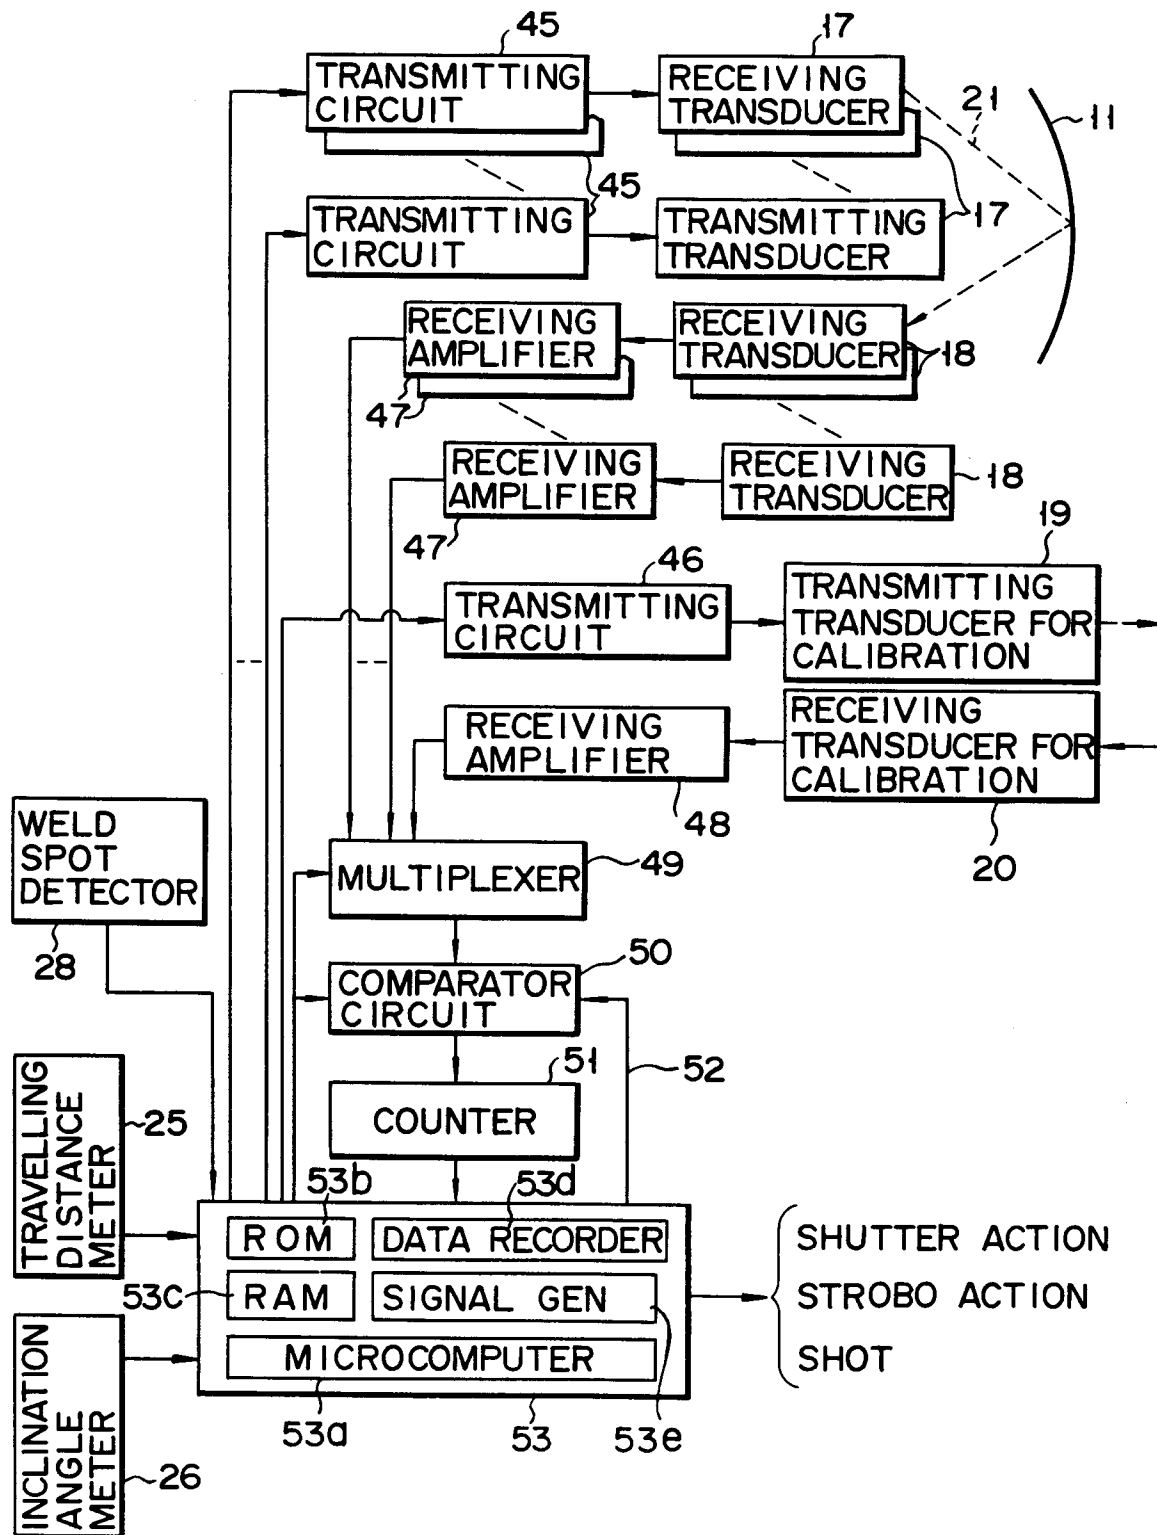 45
17
TRANSMITTING
CIRCUIT
RECEIVING
TRANSDUCER
21
11
45
17
TRANSMITTING
CIRCUIT
TRANSMITTING
TRANSDUCER
RECEIVING
AMPLIFIER
RECEIVING
TRANSDUCER
18
47
RECEIVING
AMPLIFIER
RECEIVING
TRANSDUCER
18
47
46
19
TRANSMITTING
CIRCUIT
TRANSMITTING
TRANSDUCER FOR
CALIBRATION
RECEIVING
AMPLIFIER
RECEIVING
TRANSDUCER FOR
CALIBRATION
48
20
WELD
SPOT
DETECTOR
28
MULTIPLEXER
49
50
COMPARATOR
CIRCUIT
51
52
COUNTER
TRAVELLING
DISTANCE
METER
25
53b
53d
ROM
DATA RECORDER
53c
RAM
SIGNAL GEN
MICROCOMPUTER
53a
53
53e
SHUTTER ACTION
STROBO ACTION
SHOT
INCLINATION
ANGLE
METER
26